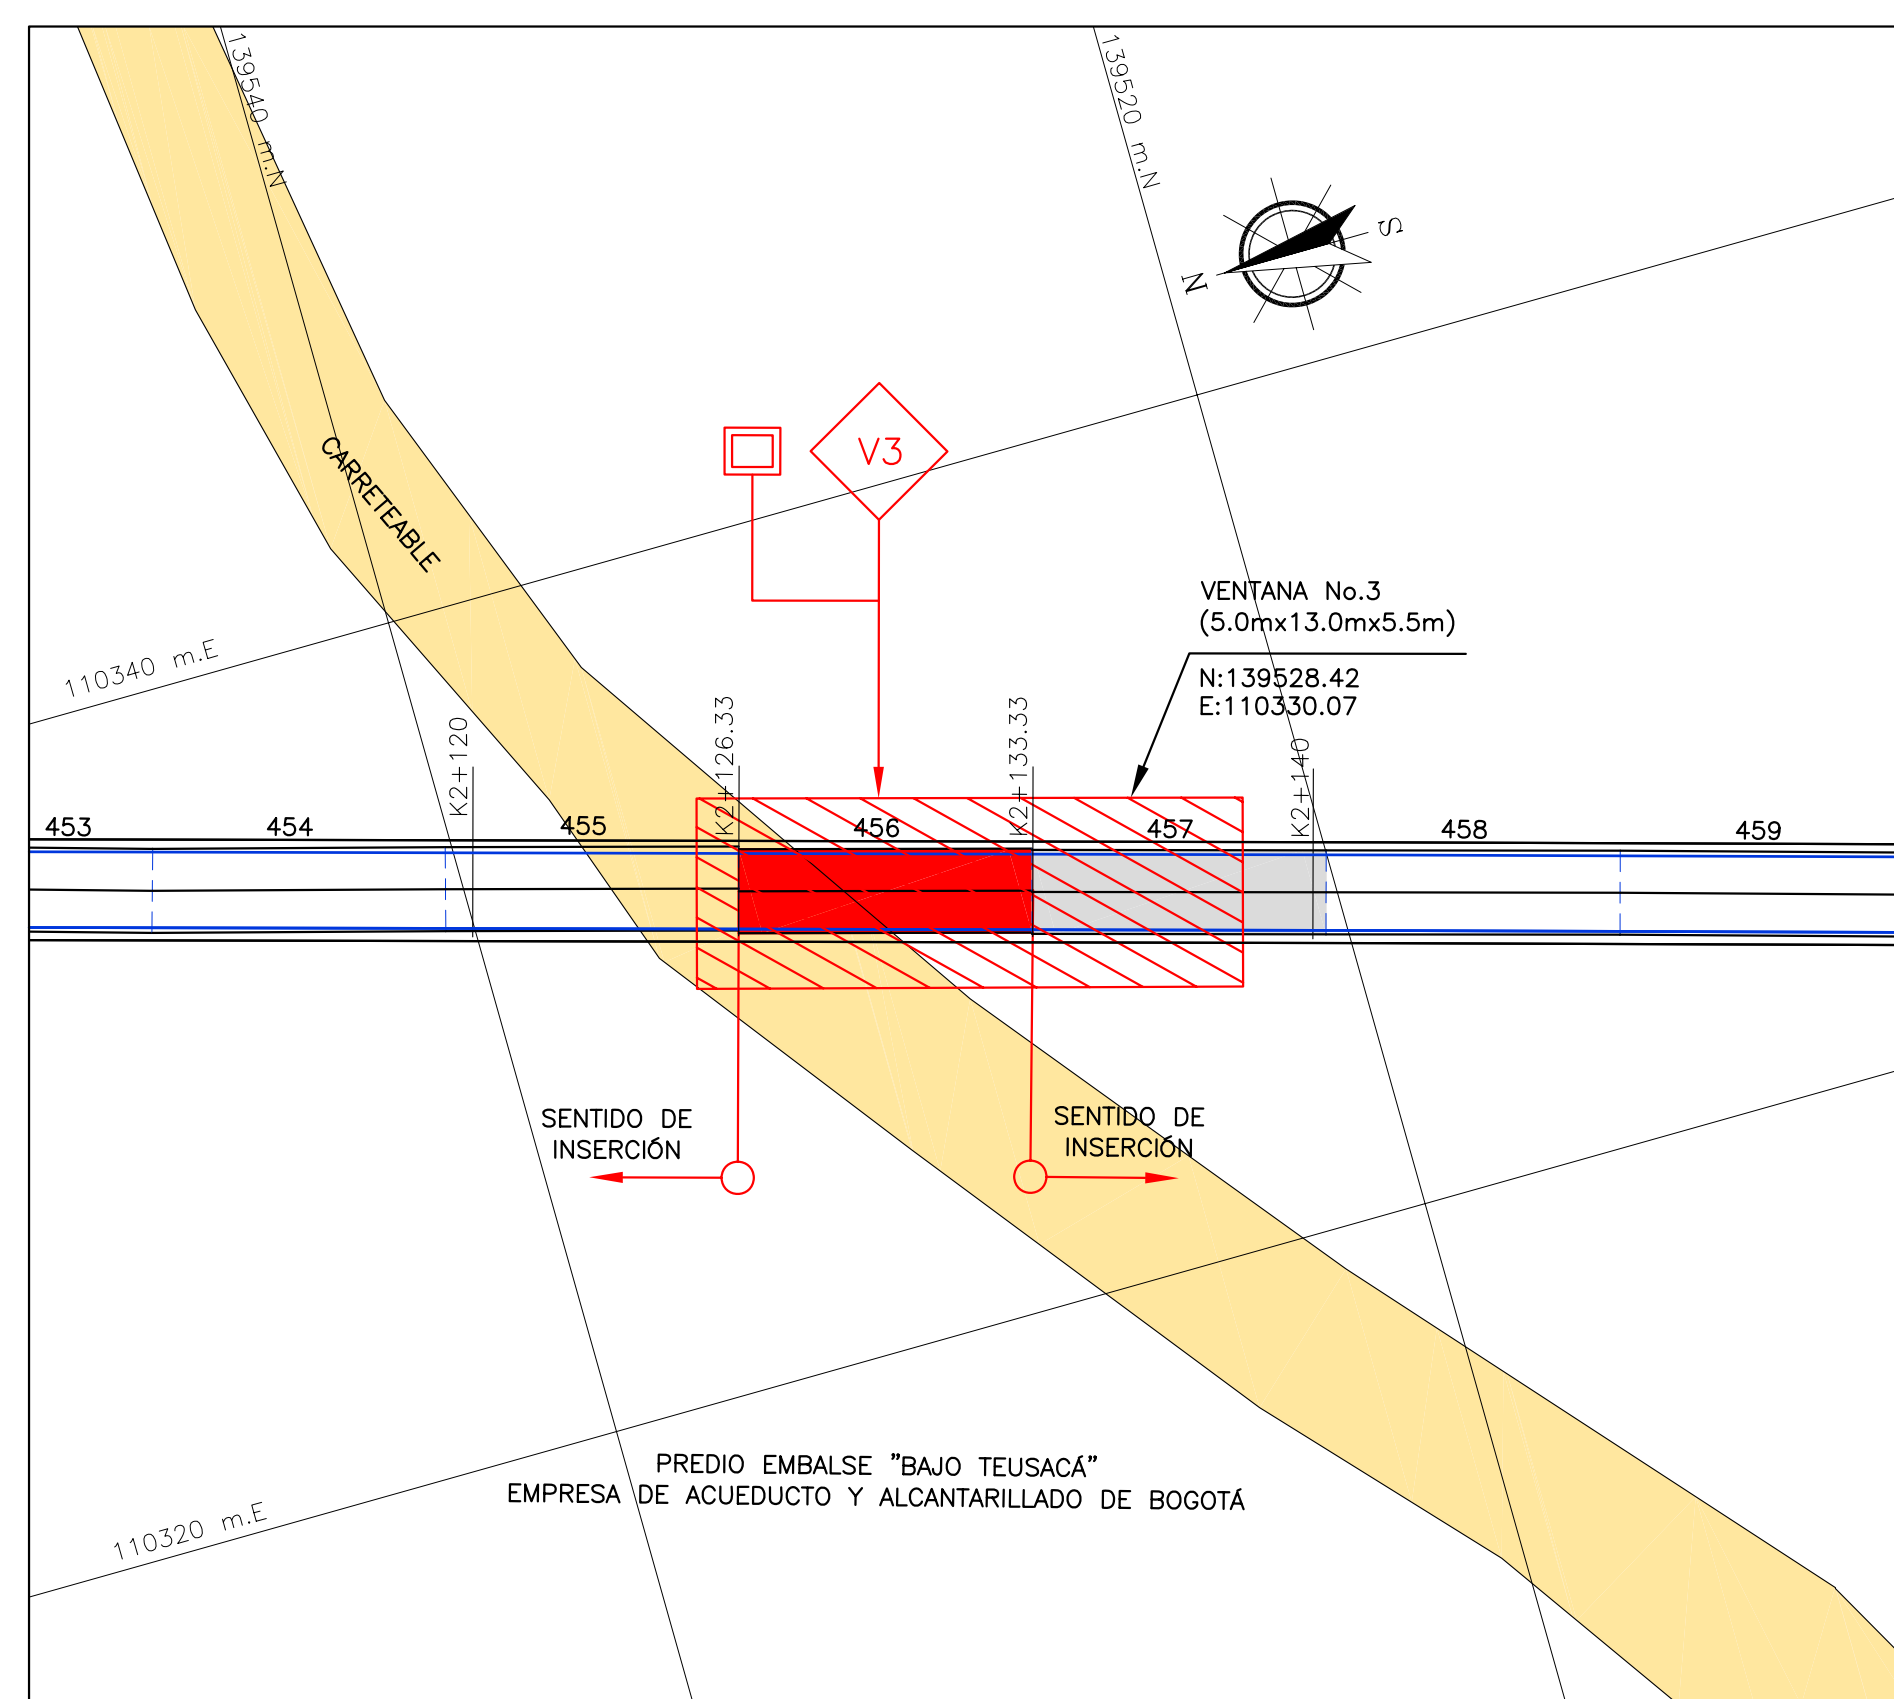 139540 m.N
139520 m.N
N
S
CARRETEABLE
V3
VENTANA No.3
(5.0mx13.0mx5.5m)
N:139528.42
E:110330.07
110340 m.E
K2+120
K2+126.33
K2+133.33
K2+140
453
454
455
456
457
458
459
SENTIDO DE
INSERCIÓN
SENTIDO DE
INSERCIÓN
PREDIO EMBALSE "BAJO TEUSACÁ"
EMPRESA DE ACUEDUCTO Y ALCANTARILLADO DE BOGOTÁ
110320 m.E